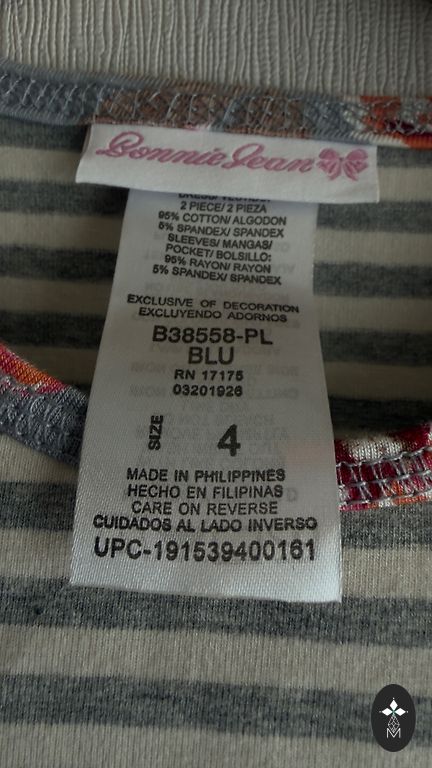 Bonnie Jean
2 PIECE/ 2 PIEZA
95% COTTON/ ALGODON
5% SPANDEX/ SPANDEX
SLEEVES/ MANGAS/
POCKET/ BOLSILLO:
95% RAYON/ RAYON
5% SPANDEX/ SPANDEX
EXCLUSIVE OF DECORATION
EXCLUYENDO ADORNOS
B38558-PL
BLU
RN 17175
03201926
SIZE 4
MADE IN PHILIPPINES
HECHO EN FILIPINAS
CARE ON REVERSE
CUIDADOS AL LADO INVERSO
UPC-191539400161
M